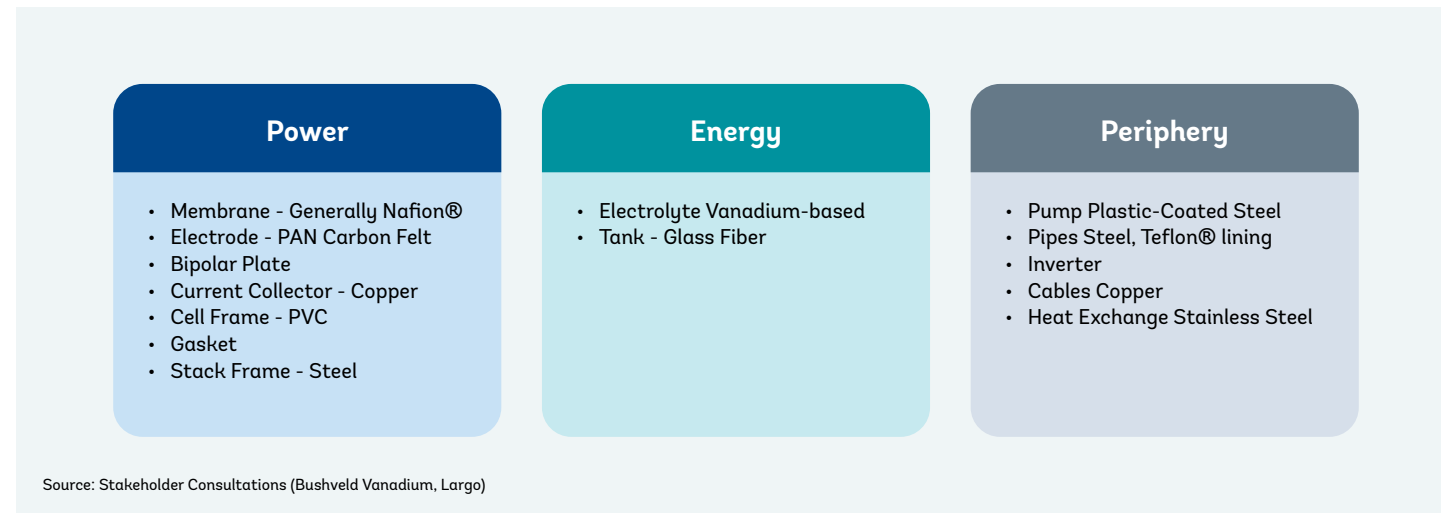 Power
• Membrane - Generally Nafion®
• Electrode - PAN Carbon Felt
• Bipolar Plate
• Current Collector - Copper
• Cell Frame - PVC
• Gasket
• Stack Frame - Steel
Energy
• Electrolyte Vanadium-based
• Tank - Glass Fiber
Periphery
• Pump Plastic-Coated Steel
• Pipes Steel, Teflon® lining
• Inverter
• Cables Copper
• Heat Exchange Stainless Steel
Source: Stakeholder Consultations (Bushveld Vanadium, Largo)